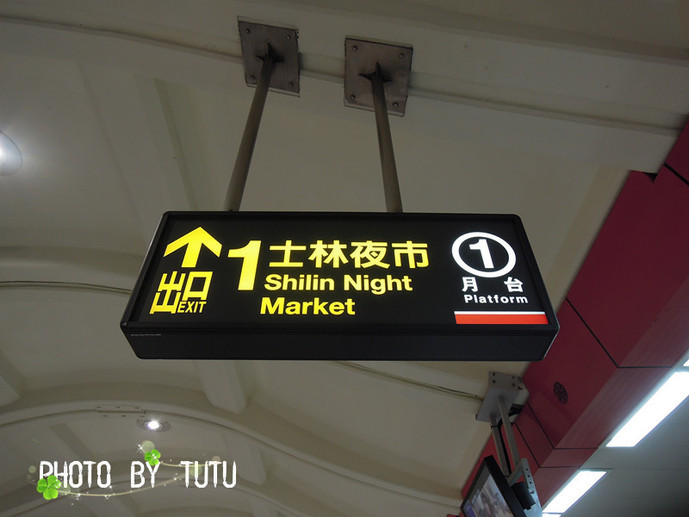 出口
EXIT
1
士林夜市
Shilin Night
Market
1
月台
Platform
PHOTO BY TUTU